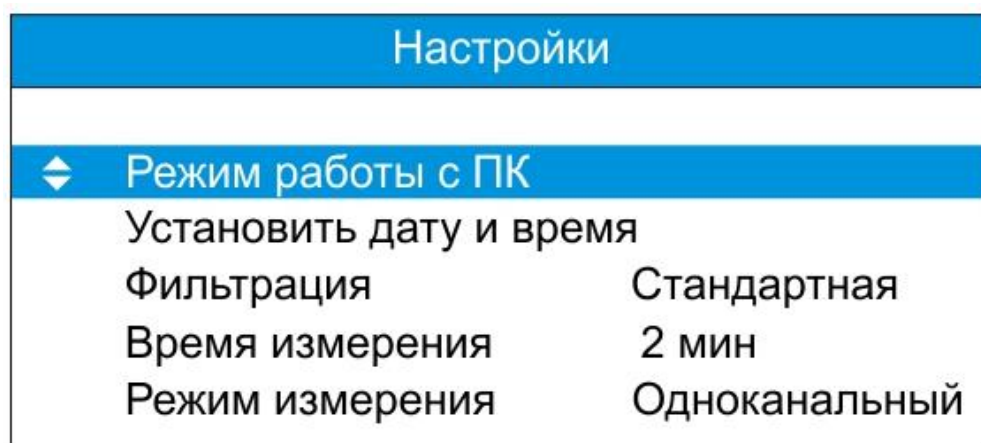 Настройки
Режим работы с ПК
Установить дату и время
Фильтрация Стандартная
Время измерения 2 мин
Режим измерения Одноканальный